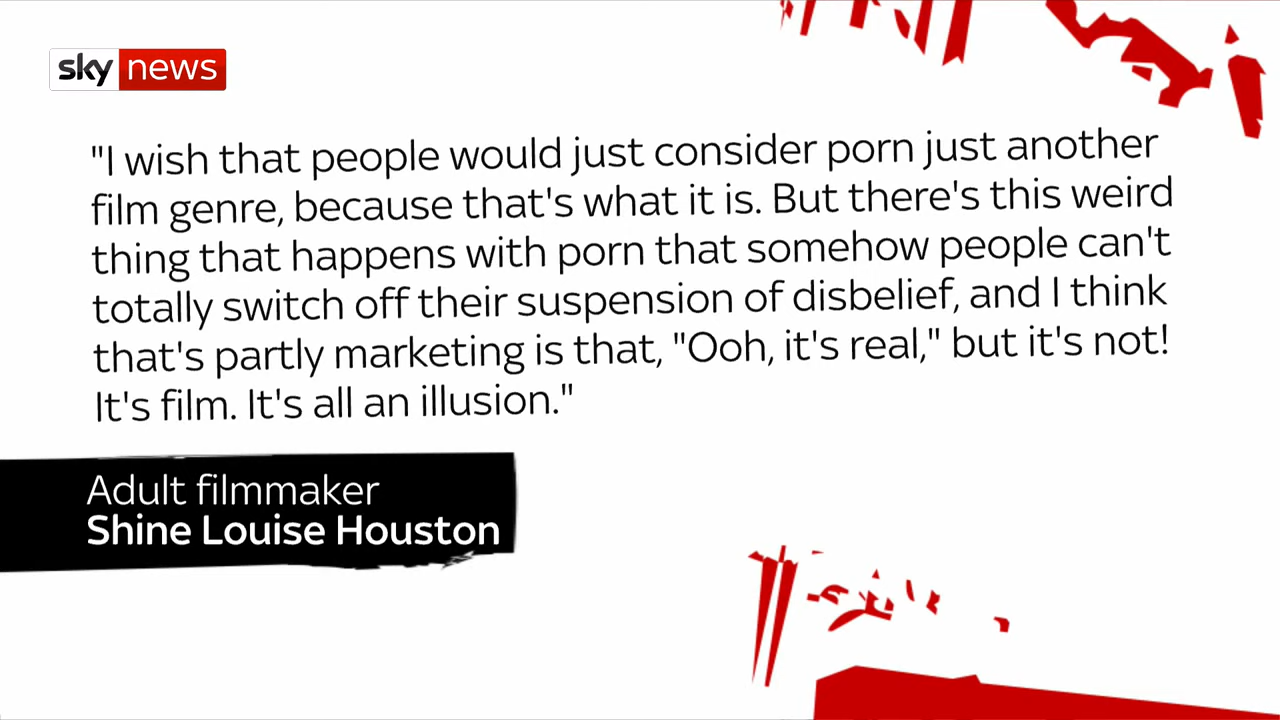 sky news
"I wish that people would just consider porn just another
film genre, because that's what it is. But there's this weird
thing that happens with porn that somehow people can't
totally switch off their suspension of disbelief, and I think
that's partly marketing is that, "Ooh, it's real," but it's not!
It's film. It's all an illusion."
Adult filmmaker
Shine Louise Houston